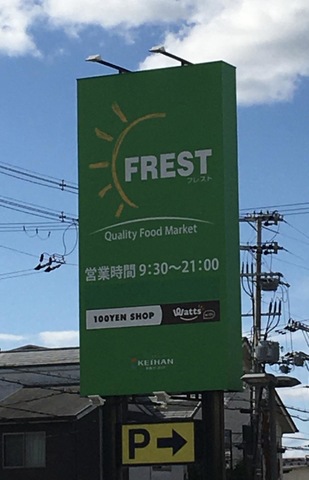 FREST
フレスト
Quality Food Market
営業時間 9:30～21:00
100YEN SHOP Watts
KEIHAN
P →